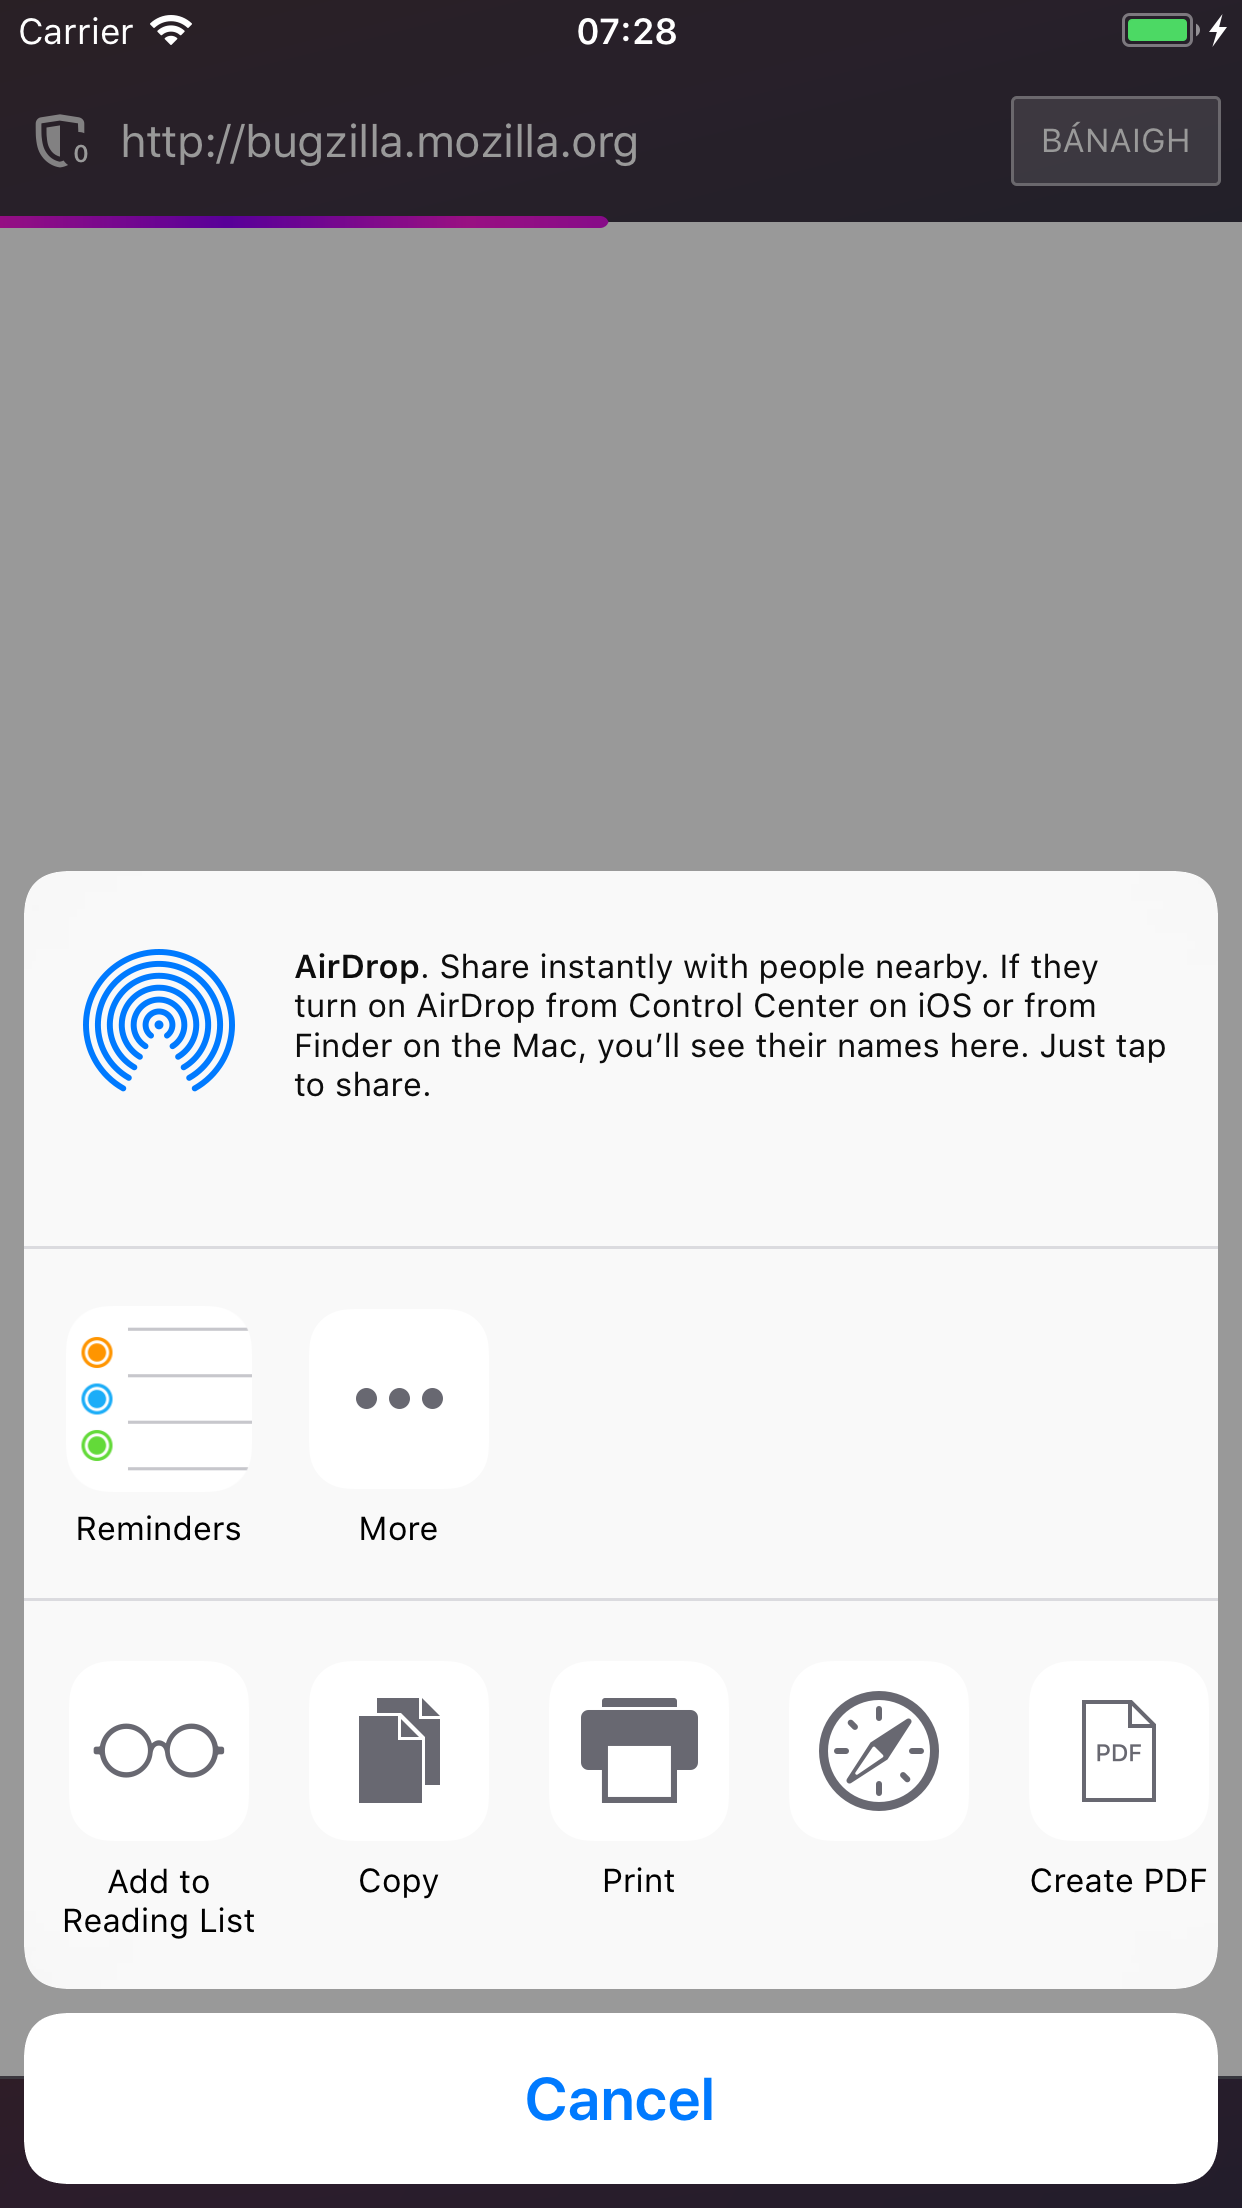 Carrier
07:28
0
http://bugzilla.mozilla.org
BÁNAIGH
AirDrop. Share instantly with people nearby. If they
turn on AirDrop from Control Center on iOS or from
Finder on the Mac, you’ll see their names here. Just tap
to share.
Reminders
More
PDF
Add to
Reading List
Copy
Print
Create PDF
Cancel